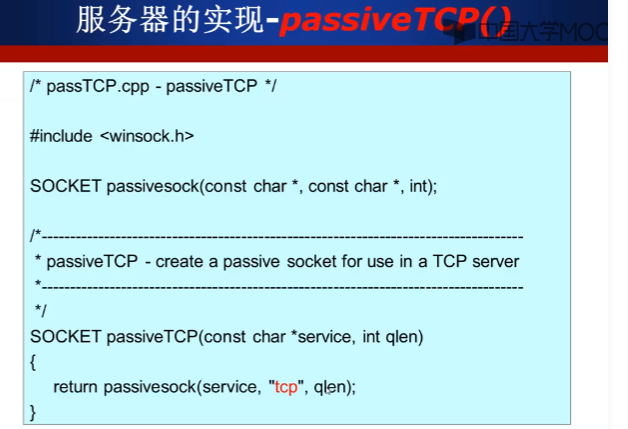 服务器的实现-passiveTCP()
中国大学MOOC
/* passTCP.cpp - passiveTCP */
#include <winsock.h>
SOCKET passivesock(const char *, const char *, int);
/*------------------------------------------------------------------------------------
* passiveTCP - create a passive socket for use in a TCP server
*------------------------------------------------------------------------------------
*/
SOCKET passiveTCP(const char *service, int qlen)
{
return passivesock(service, "tcp", qlen);
}